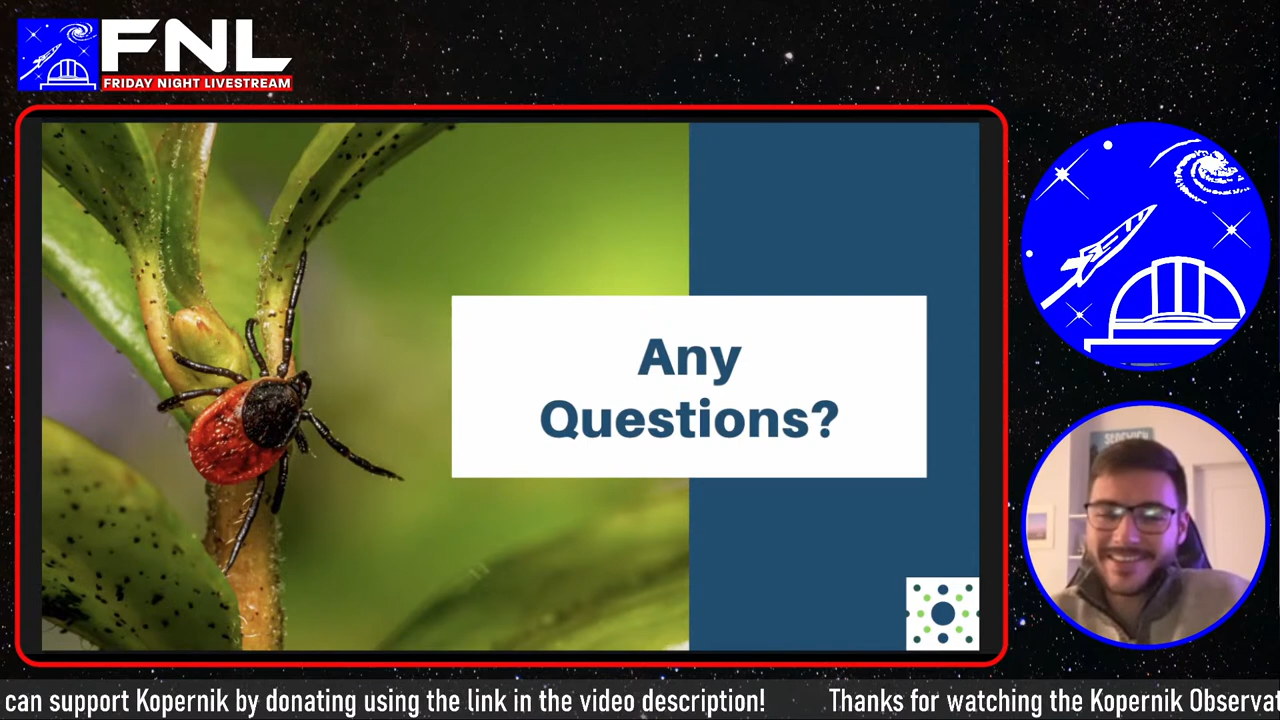 FNL
FRIDAY NIGHT LIVESTREAM
Any
Questions?
can support Kopernik by donating using the link in the video description!
Thanks for watching the Kopernik Observat